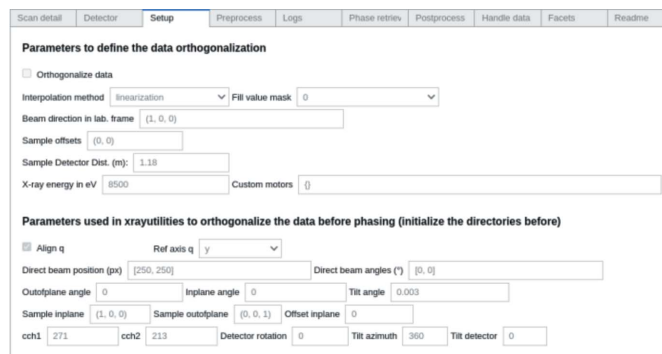 Scan detail Detector Setup Preprocess Logs Phase retriev Postprocess Handle data Facets Readme
Parameters to define the data orthogonalization
Orthogonalize data
Interpolation method linearization Fill value mask 0
Beam direction in lab. frame (1, 0, 0)
Sample offsets (0, 0)
Sample Detector Dist. (m): 1.18
X-ray energy in eV 8500 Custom motors {}
Parameters used in xrayutilities to orthogonalize the data before phasing (initialize the directories before)
Align q Ref axis q y
Direct beam position (px) [250, 250] Direct beam angles (°) [0, 0]
Outofplane angle 0 Inplane angle 0 Tilt angle 0.003
Sample inplane (1, 0, 0) Sample outofplane (0, 0, 1) Offset inplane 0
cch1 271 cch2 213 Detector rotation 0 Tilt azimuth 360 Tilt detector 0